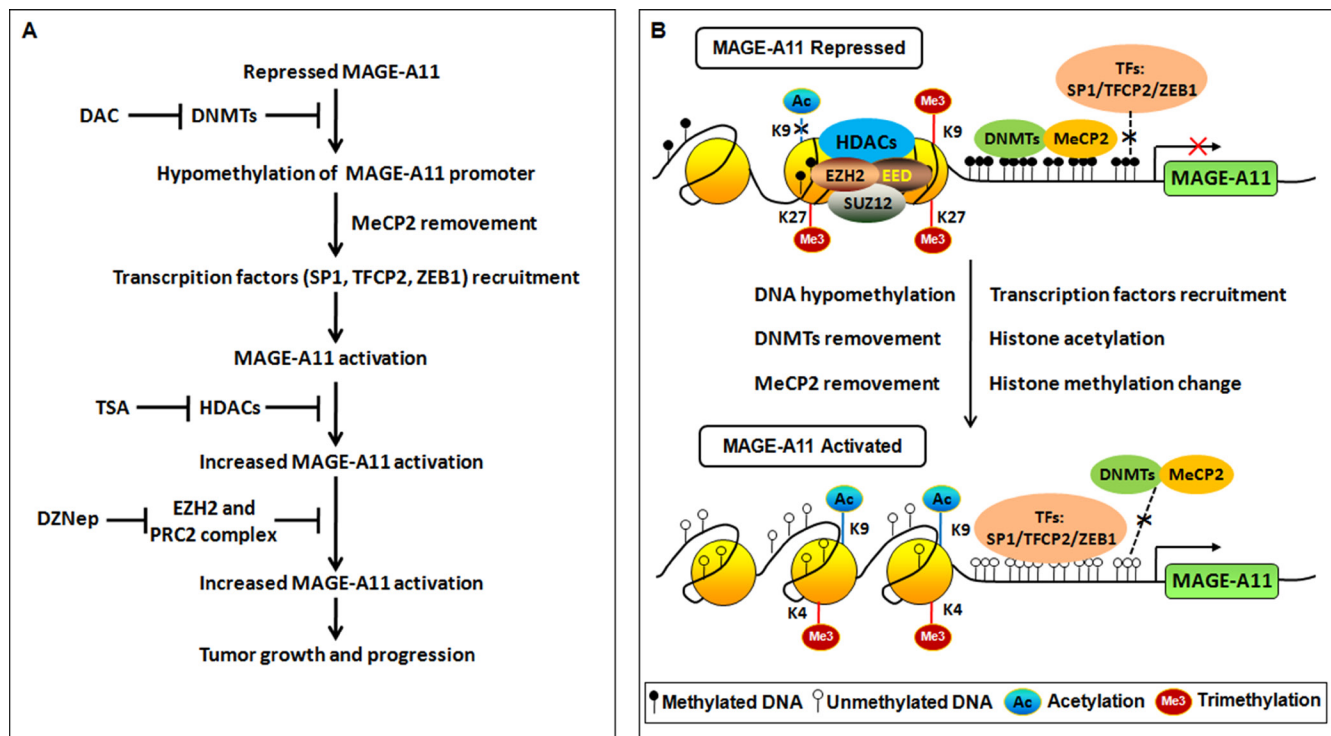 A
Repressed MAGE-A11
DAC
DNMTs
Hypomethylation of MAGE-A11 promoter
MeCP2 removement
Transcrpition factors (SP1, TFCP2, ZEB1) recruitment
MAGE-A11 activation
TSA
HDACs
Increased MAGE-A11 activation
DZNep
EZH2 and
PRC2 complex
Increased MAGE-A11 activation
Tumor growth and progression
B
MAGE-A11 Repressed
TFs:
SP1/TFCP2/ZEB1
Ac
Me3
K9
K9
HDACs
DNMTs
MeCP2
EZH2
EED
MAGE-A11
SUZ12
K27
K27
Me3
Me3
DNA hypomethylation
Transcription factors recruitment
DNMTs removement
Histone acetylation
MeCP2 removement
Histone methylation change
MAGE-A11 Activated
DNMTs
MeCP2
Ac
Ac
K9
K9
TFs:
SP1/TFCP2/ZEB1
MAGE-A11
K4
K4
Me3
Me3
Methylated DNA
Unmethylated DNA
Ac
Acetylation
Me3
Trimethylation